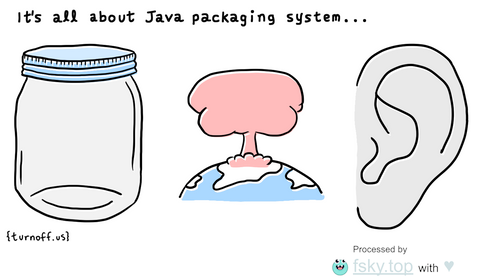 It's all about Java packaging system...
{turnoff.us}
Processed by
fsky.top with